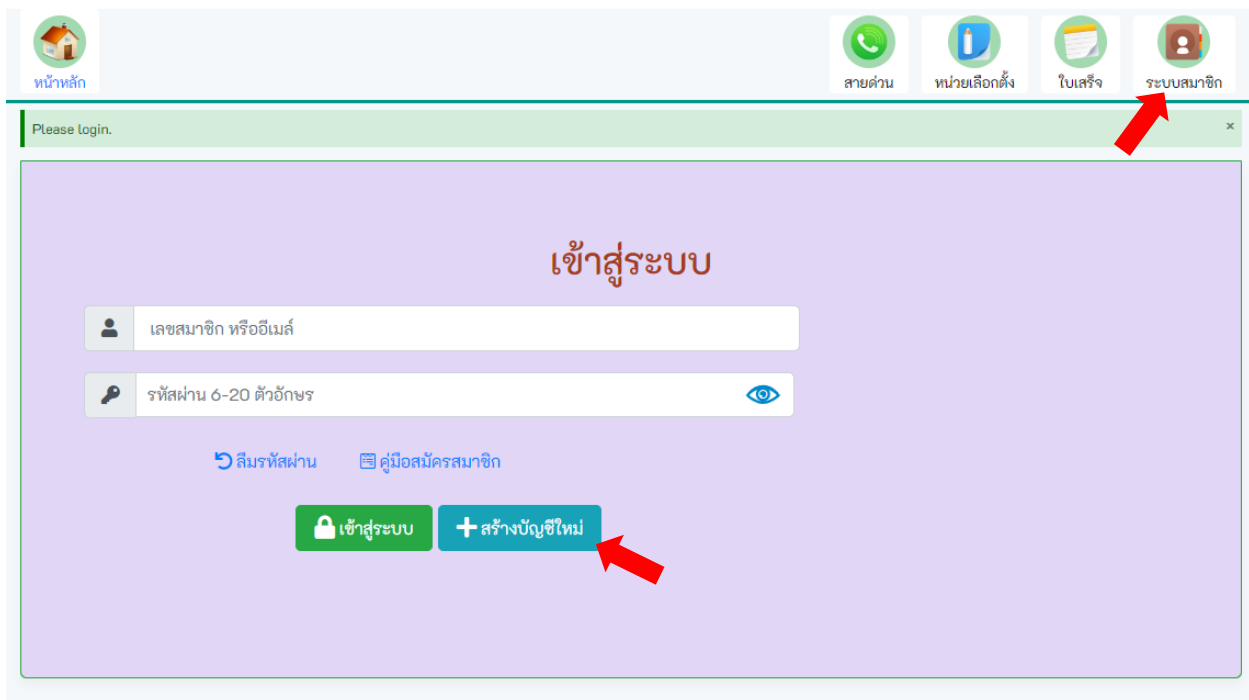 หน้าหลัก
สายด่วน
หน่วยเลือกตั้ง
ใบเสร็จ
ระบบสมาชิก
Please login.
×
เข้าสู่ระบบ
เลขสมาชิก หรืออีเมล์
รหัสผ่าน 6-20 ตัวอักษร
ลืมรหัสผ่าน
คู่มือสมัครสมาชิก
เข้าสู่ระบบ
สร้างบัญชีใหม่